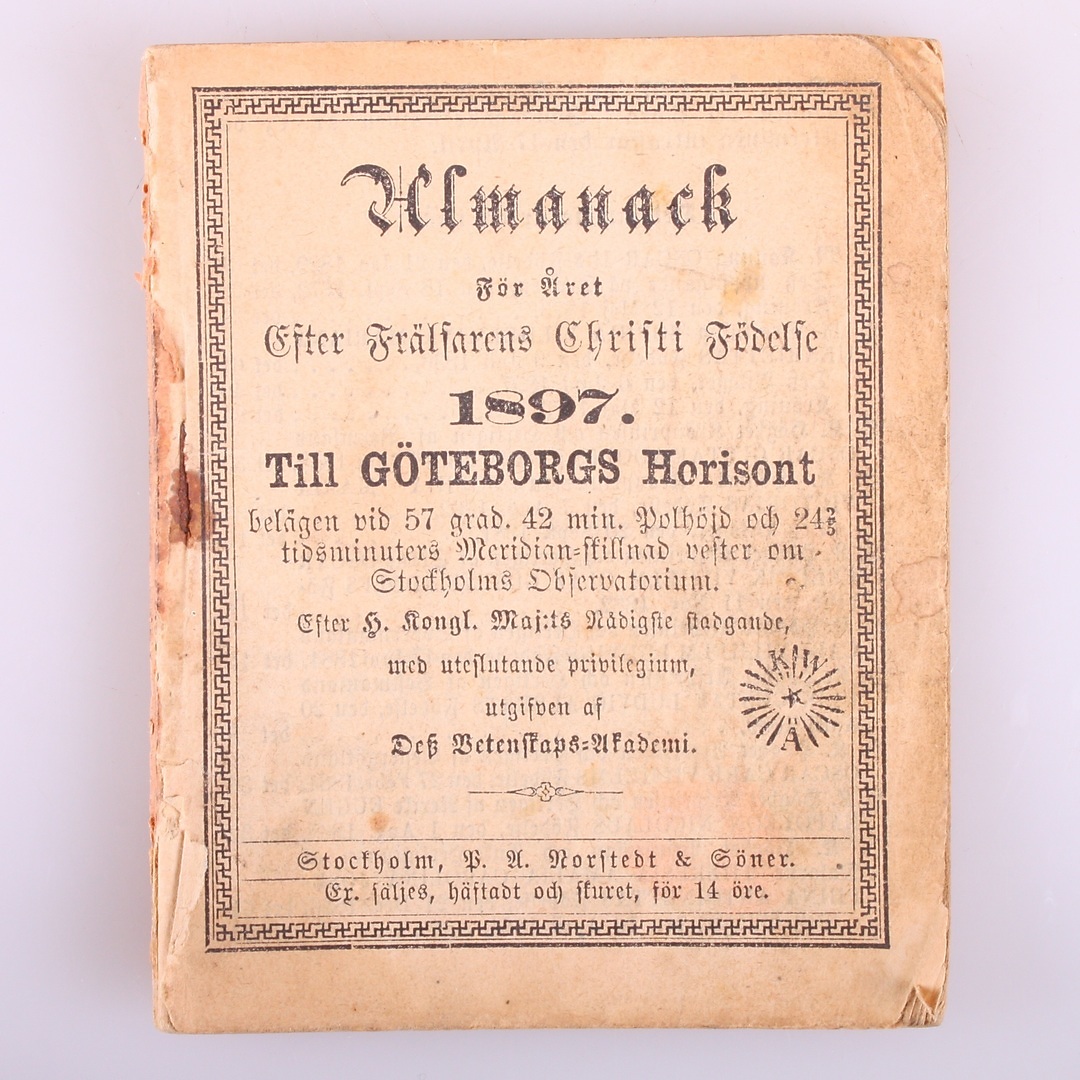 Almanack
För Året
Efter Frälsarens Christi Födelse
1897.
Till GÖTEBORGS Horisont
belägen vid 57 grad. 42 min. Polhöjd och 24⅖
tidsminuters Meridian-skillnad vester om
Stockholms Observatorium.
Efter H. Kongl. Maj:ts Nådigste stadgande,
med uteslutande privilegium,
utgifven af
Deß Vetenskaps-Akademi.
K W
A
Stockholm, P. A. Norstedt & Söner.
Ex. säljes, häftadt och skuret, för 14 öre.